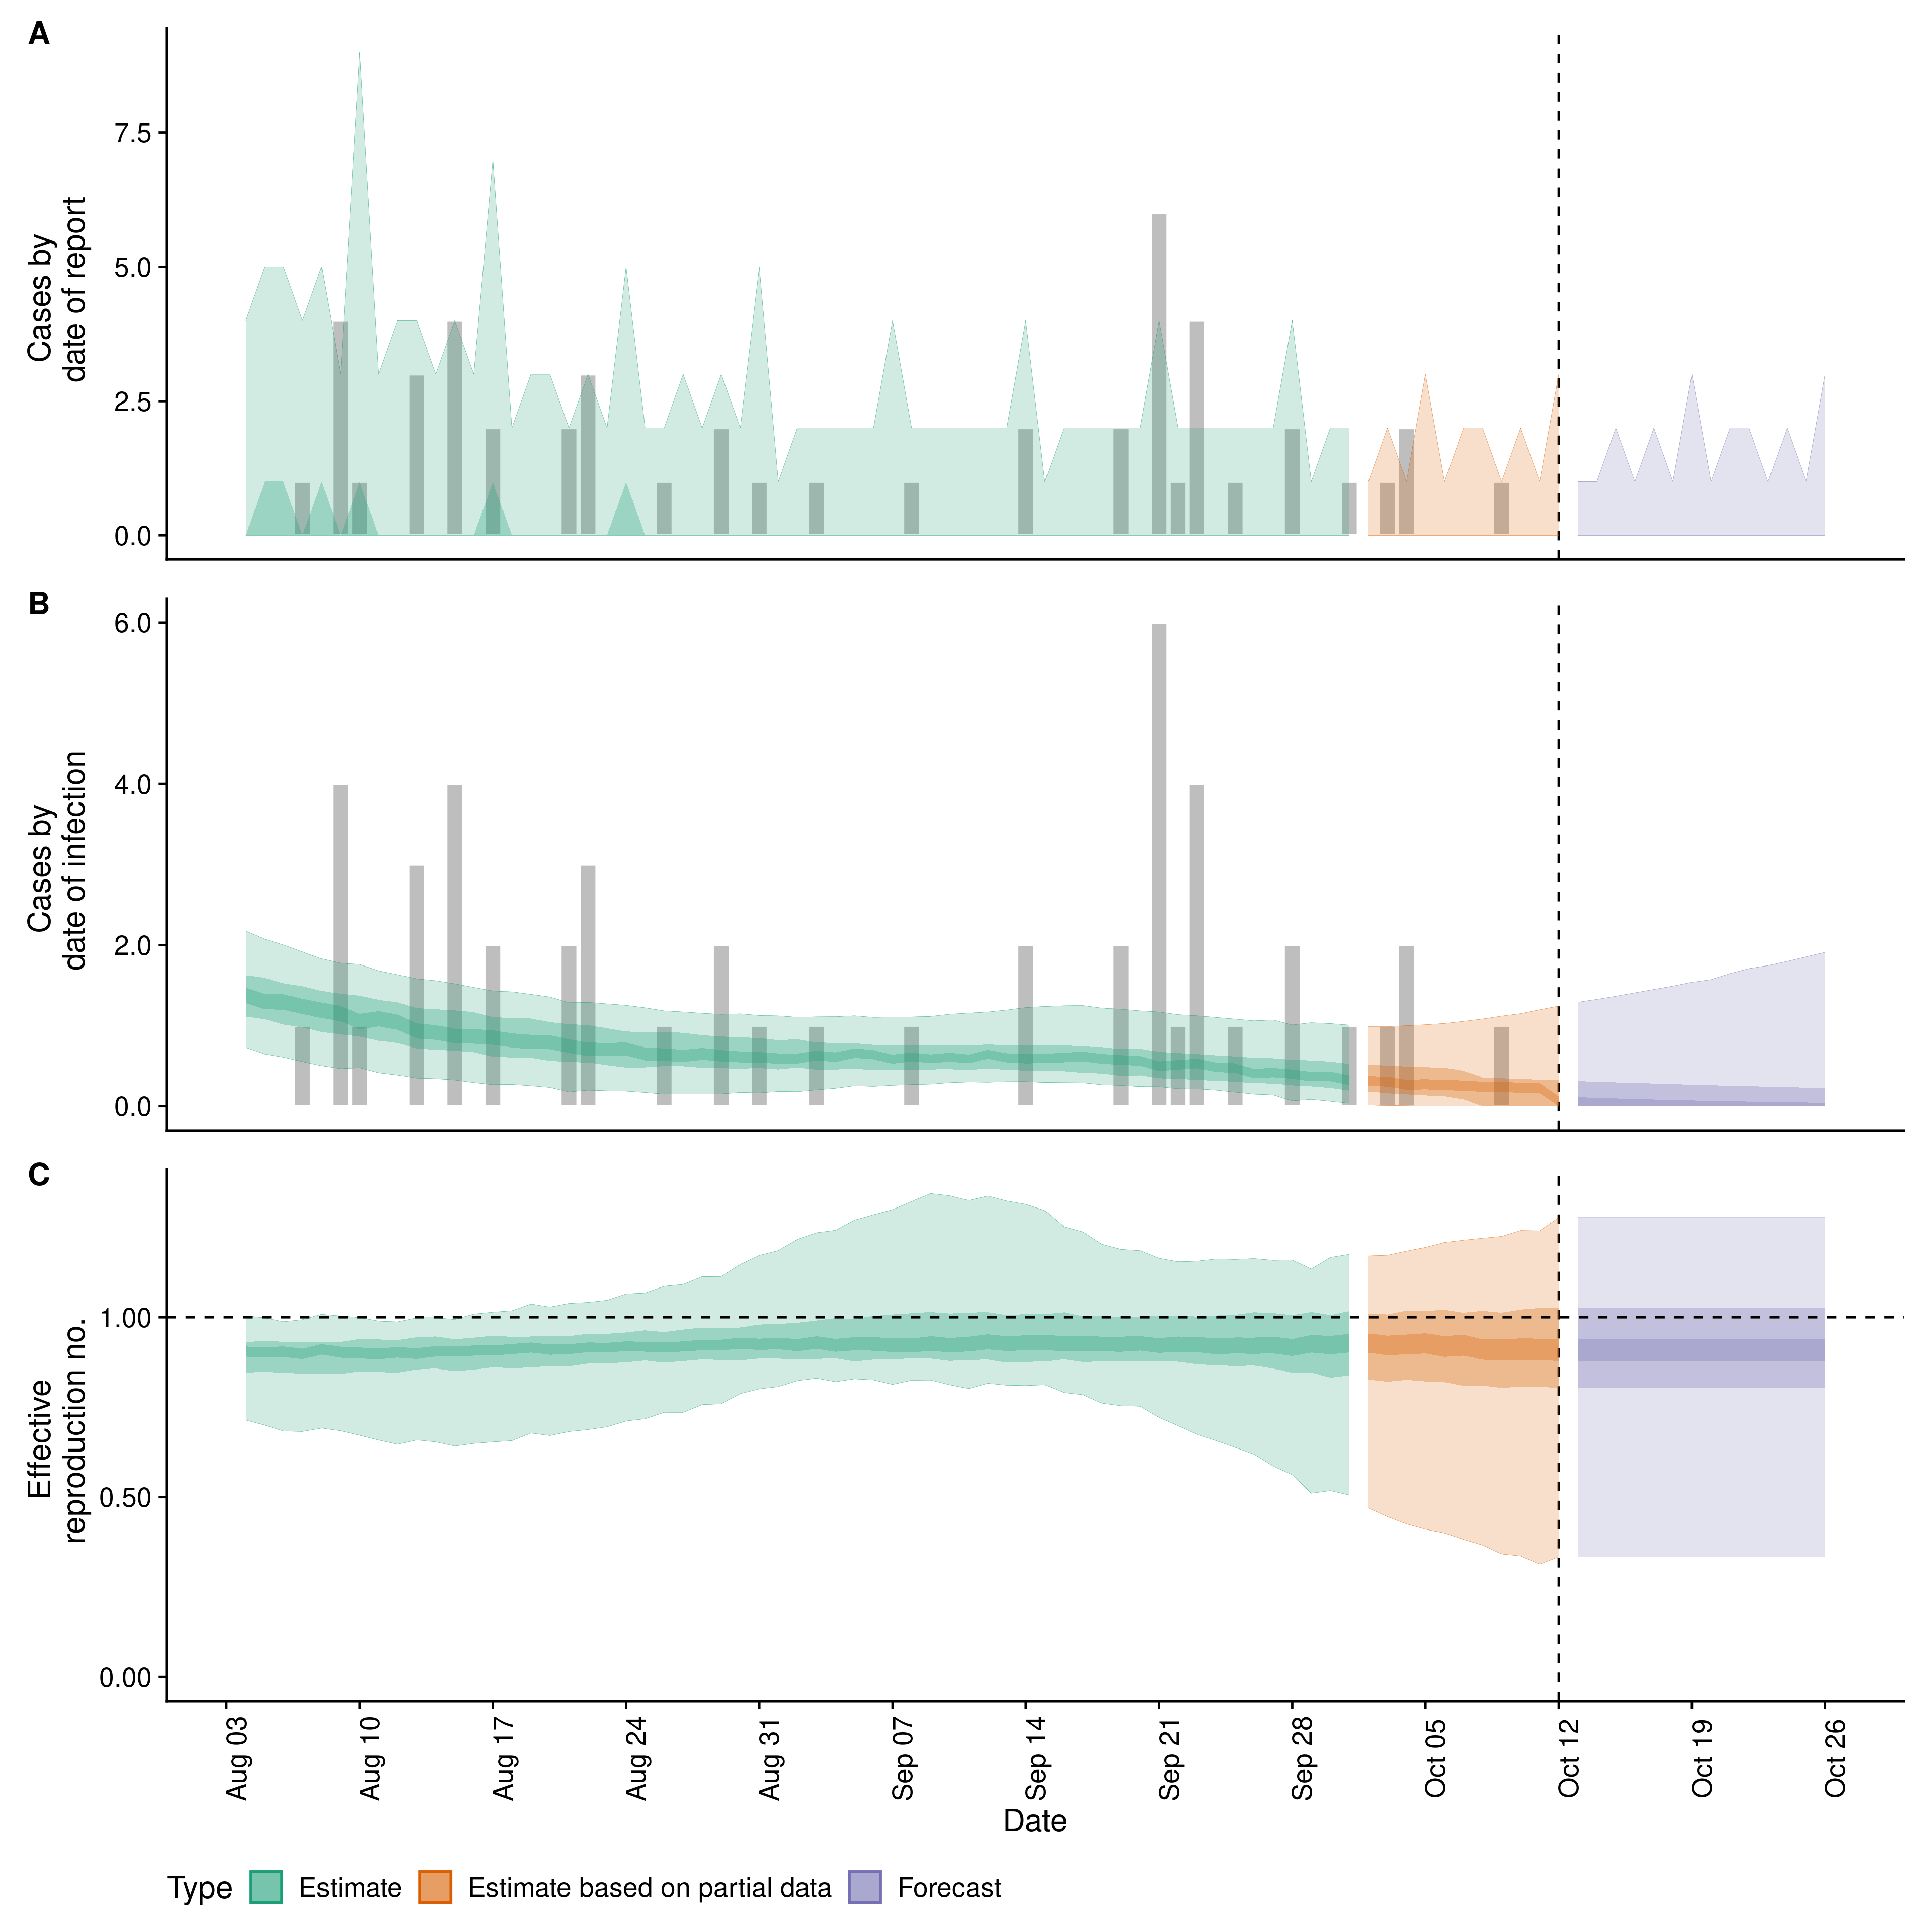 A
Cases by
date of report
7.5
5.0
2.5
0.0
B
Cases by
date of infection
6.0
4.0
2.0
0.0
C
Effective
reproduction no.
1.00
0.50
0.00
Aug 03
Aug 10
Aug 17
Aug 24
Aug 31
Sep 07
Sep 14
Sep 21
Sep 28
Oct 05
Oct 12
Oct 19
Oct 26
Date
Type Estimate Estimate based on partial data Forecast